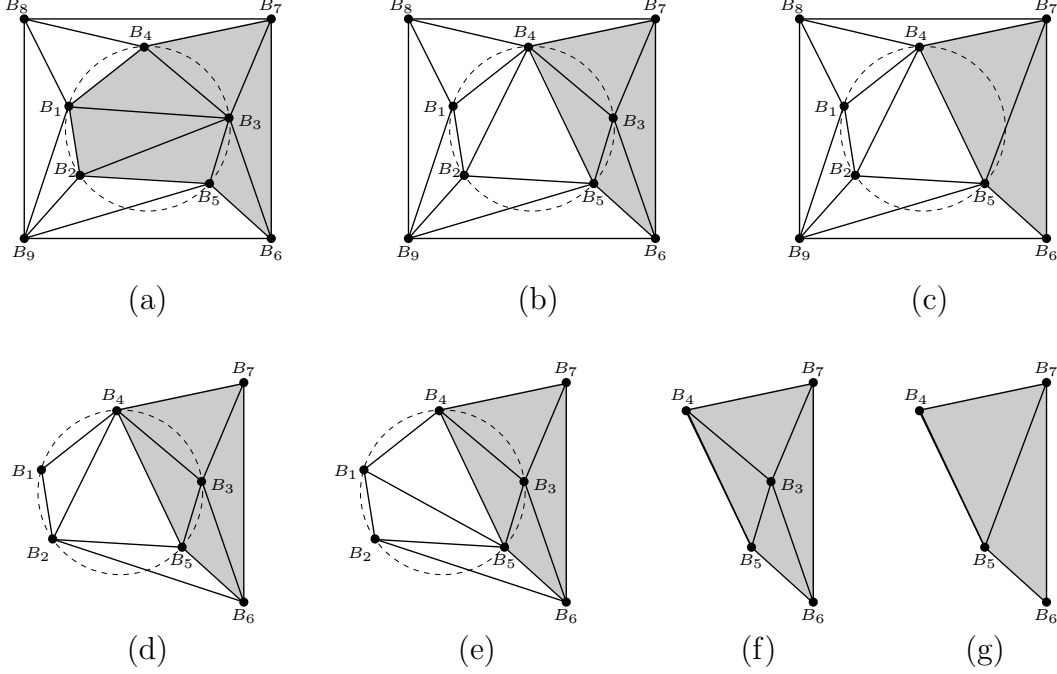 B8 B7 B8 B7 B8 B7
B4 B4 B4
B1 B3 B1 B3 B1
B2 B2 B2
B5 B5 B5
B9 B6 B9 B6 B9 B6
(a) (b) (c)
B7 B7 B7 B7
B4 B4 B4 B4
B1 B3 B1 B3 B3
B2 B5 B2 B5 B5 B5
B6 B6 B6 B6
(d) (e) (f) (g)